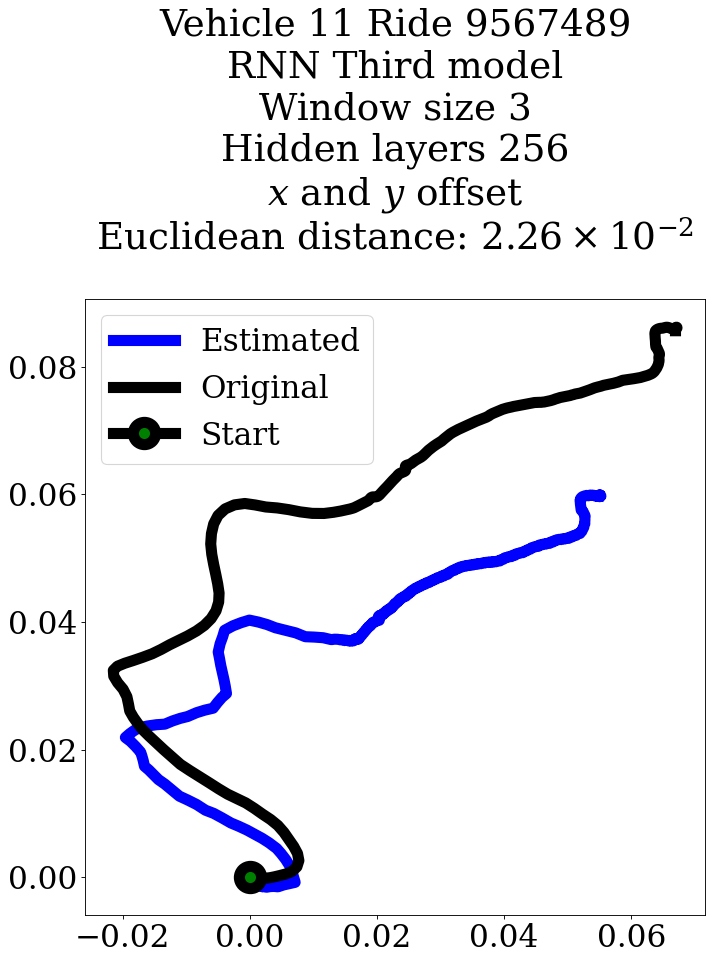 Vehicle 11 Ride 9567489
RNN Third model
Window size 3
Hidden layers 256
x and y offset
Euclidean distance: 2.26 × 10⁻²
Estimated
Original
Start
0.08
0.06
0.04
0.02
0.00
−0.02 0.00 0.02 0.04 0.06